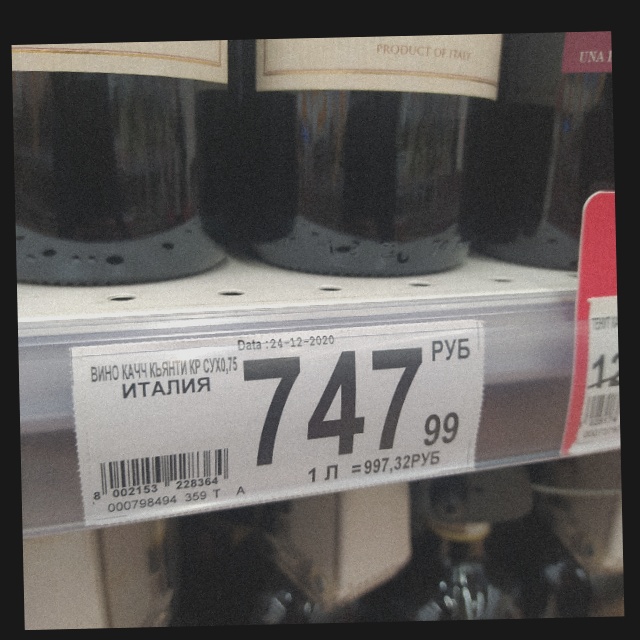 PRODUCT OF ITALY
UNA
Data :24-12-2020
ВИНО КАЧЧ КЬЯНТИ КР СУХ0,75
ИТАЛИЯ
747
РУБ
99
1 Л =997,32РУБ
8 002153 228364
000798494 359 Т А
12